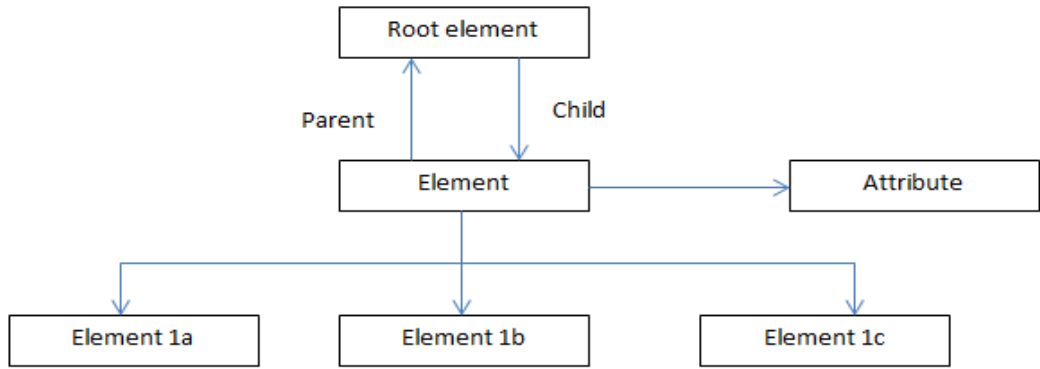 Root element
Parent
Child
Element
Attribute
Element 1a
Element 1b
Element 1c